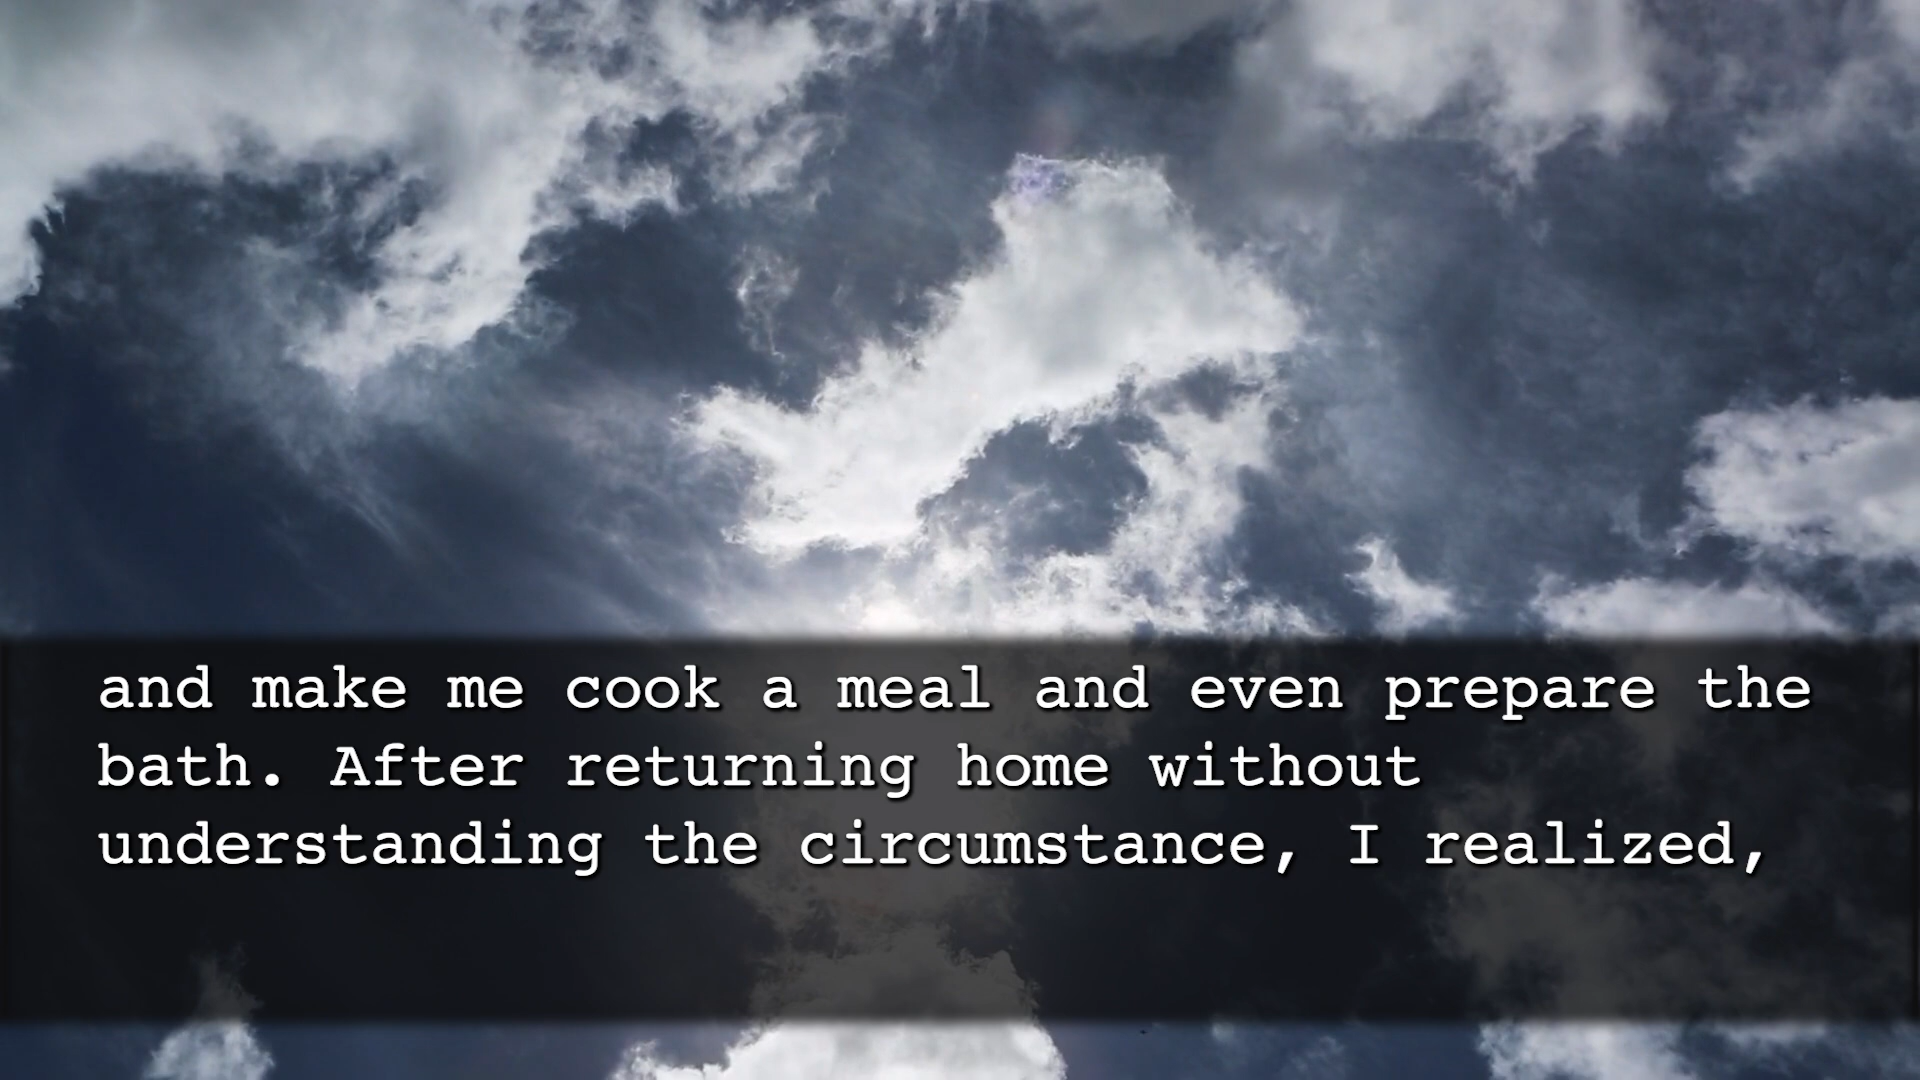 and make me cook a meal and even prepare the
bath. After returning home without
understanding the circumstance, I realized,